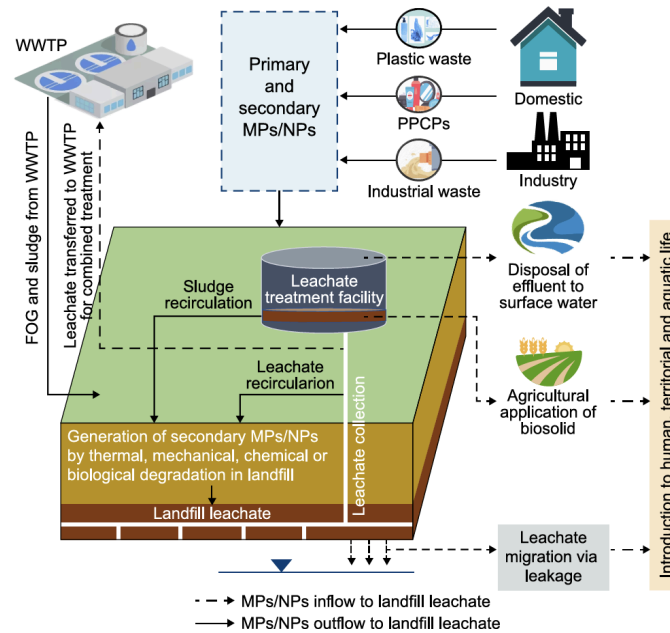 WWTP
Primary
and
secondary
MPs/NPs
Plastic waste
Domestic
PPCPs
Industrial waste
Industry
FOG and sludge from WWTP
Leachate transferred to WWTP
for combined treatment
Sludge
recirculation
Leachate
treatment facility
Leachate
recircularion
Leachate collection
Disposal of
effluent to
surface water
Agricultural
application of
biosolid
Generation of secondary MPs/NPs
by thermal, mechanical, chemical or
biological degradation in landfill
Landfill leachate
Leachate
migration via
leakage
Introduction to human, territorial and aquatic life
MPs/NPs inflow to landfill leachate
MPs/NPs outflow to landfill leachate